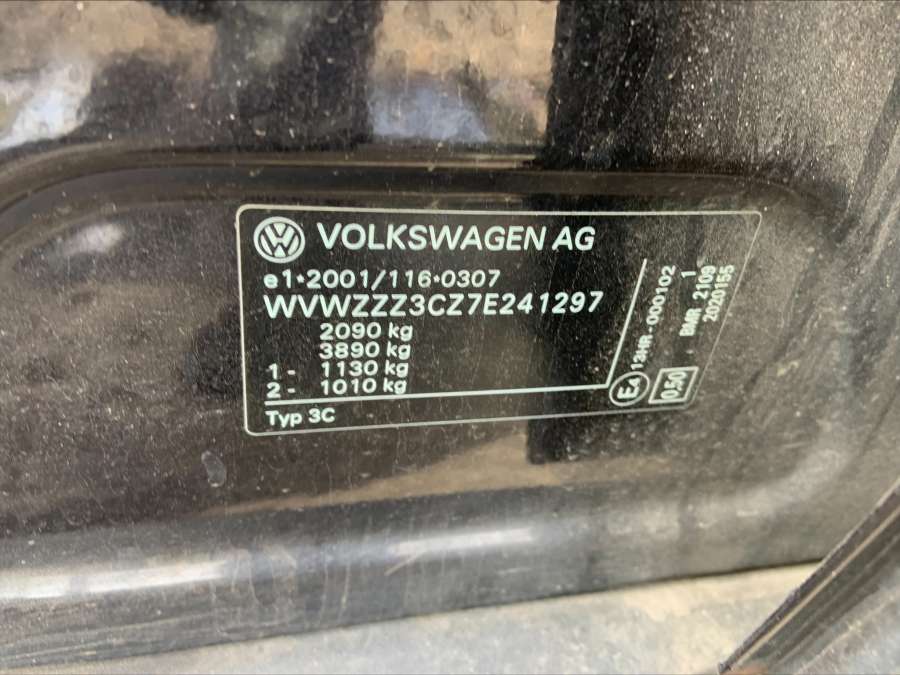 VOLKSWAGEN AG
e1*2001/116*0307
WVWZZZ3CZ7E241297
2090 kg
3890 kg
1 - 1130 kg
2 - 1010 kg
Typ 3C
E4 13HR-000102
0,50
BMR 2109 1
2020155